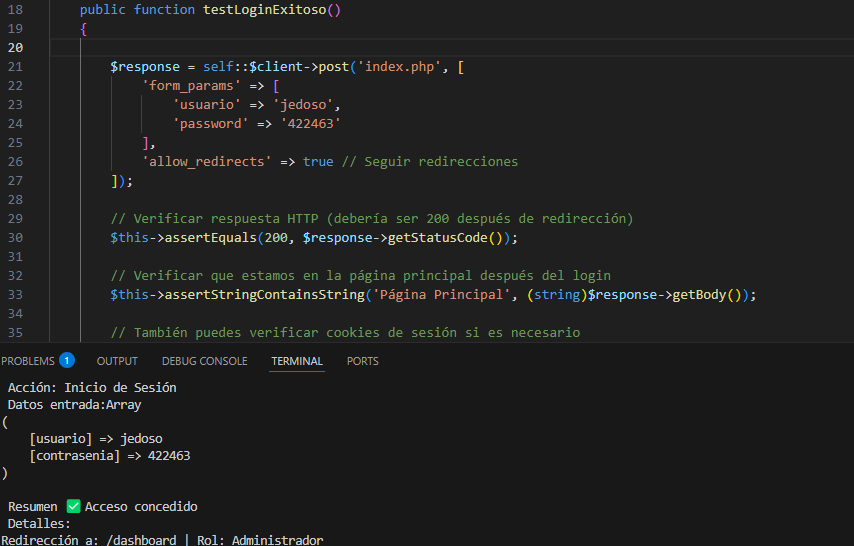 18 public function testLoginExitoso()
19 {
20
21 $response = self::$client->post('index.php', [
22 'form_params' => [
23 'usuario' => 'jedoso',
24 'password' => '422463'
25 ],
26 'allow_redirects' => true // Seguir redirecciones
27 ]);
28
29 // Verificar respuesta HTTP (debería ser 200 después de redirección)
30 $this->assertEquals(200, $response->getStatusCode());
31
32 // Verificar que estamos en la página principal después del login
33 $this->assertStringContainsString('Página Principal', (string)$response->getBody());
34
35 // También puedes verificar cookies de sesión si es necesario
PROBLEMS 1 OUTPUT DEBUG CONSOLE TERMINAL PORTS
Acción: Inicio de Sesión
Datos entrada:Array
(
[usuario] => jedoso
[contrasenia] => 422463
)
Resumen ✅ Acceso concedido
Detalles:
Redirección a: /dashboard | Rol: Administrador